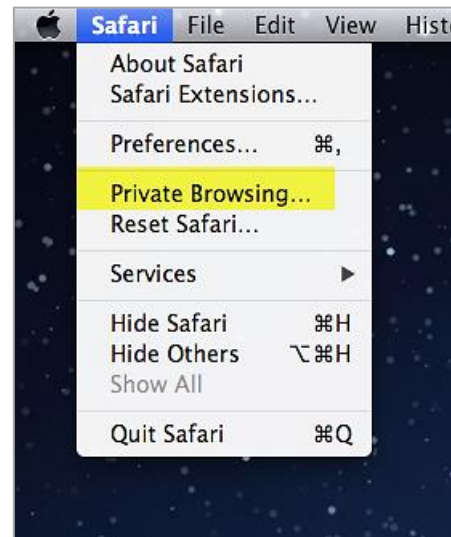 Safari File Edit View Hist
About Safari
Safari Extensions...
Preferences... ⌘,
Private Browsing...
Reset Safari...
Services ▶
Hide Safari ⌘H
Hide Others ⌥⌘H
Show All
Quit Safari ⌘Q